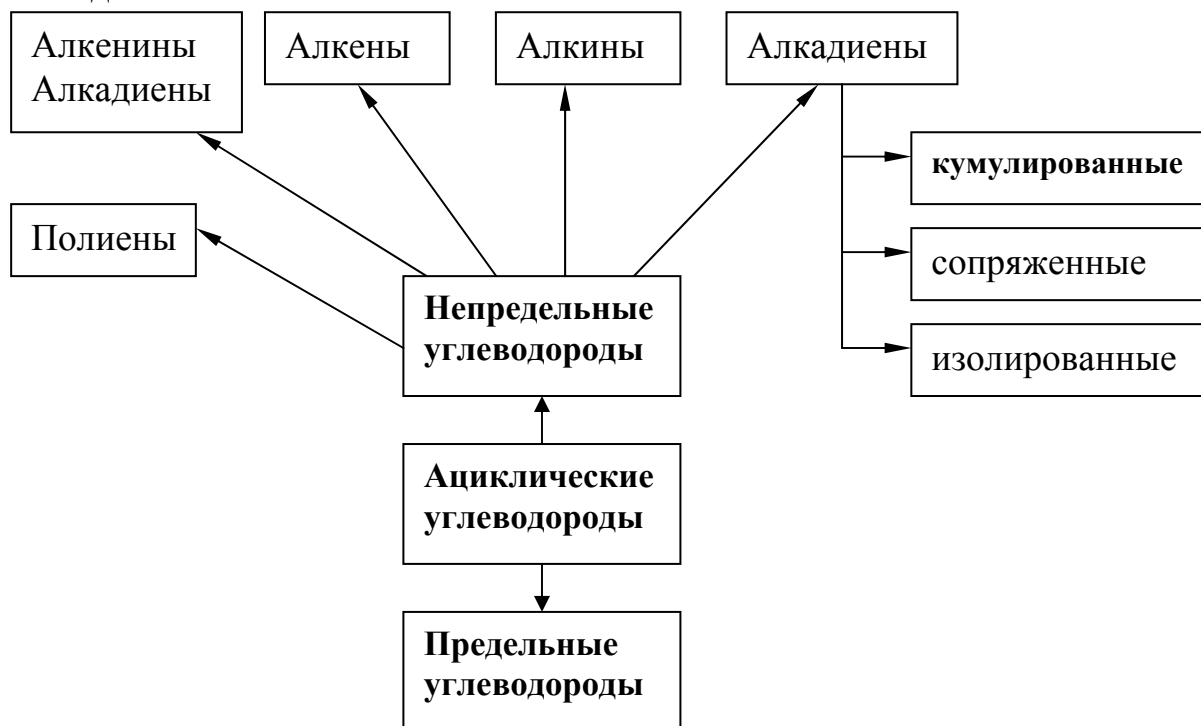 Алкенины
Алкадиены
Алкены
Алкины
Алкадиены
кумулированные
Полиены
сопряженные
Непредельные
углеводороды
изолированные
Ациклические
углеводороды
Предельные
углеводороды